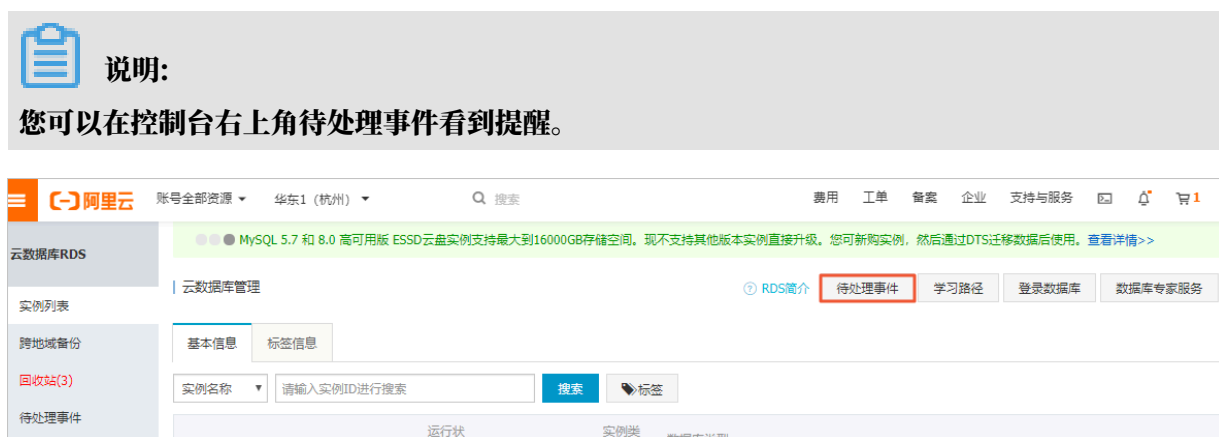 说明:
您可以在控制台右上角待处理事件看到提醒。
阿里云 账号全部资源 华东1（杭州） 搜索 费用 工单 备案 企业 支持与服务 1
云数据库RDS
MySQL 5.7 和 8.0 高可用版 ESSD云盘实例支持最大到16000GB存储空间。现不支持其他版本实例直接升级。您可新购实例，然后通过DTS迁移数据后使用。查看详情>>
云数据库管理 RDS简介 待处理事件 学习路径 登录数据库 数据库专家服务
实例列表
跨地域备份
基本信息 标签信息
回收站(3)
实例名称 请输入实例ID进行搜索 搜索 标签
待处理事件
运行状 实例类